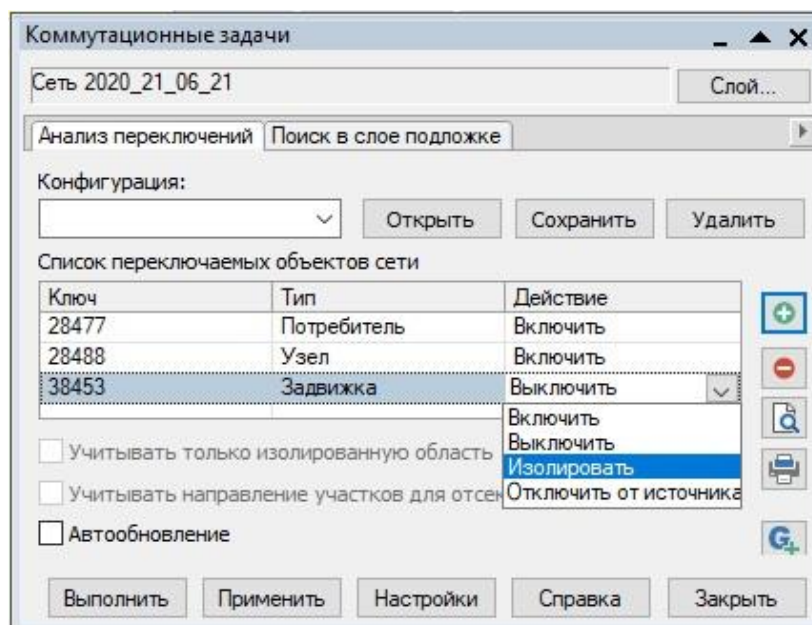 Коммутационные задачи
Сеть 2020_21_06_21
Слой...
Анализ переключений Поиск в слое подложке
Конфигурация:
Открыть Сохранить Удалить
Список переключаемых объектов сети
Ключ Тип Действие
28477 Потребитель Включить
28488 Узел Включить
38453 Задвижка Выключить
Включить
Выключить
Изолировать
Отключить от источника
Учитывать только изолированную область
Учитывать направление участков для отсек
Автообновление
Выполнить Применить Настройки Справка Закрыть